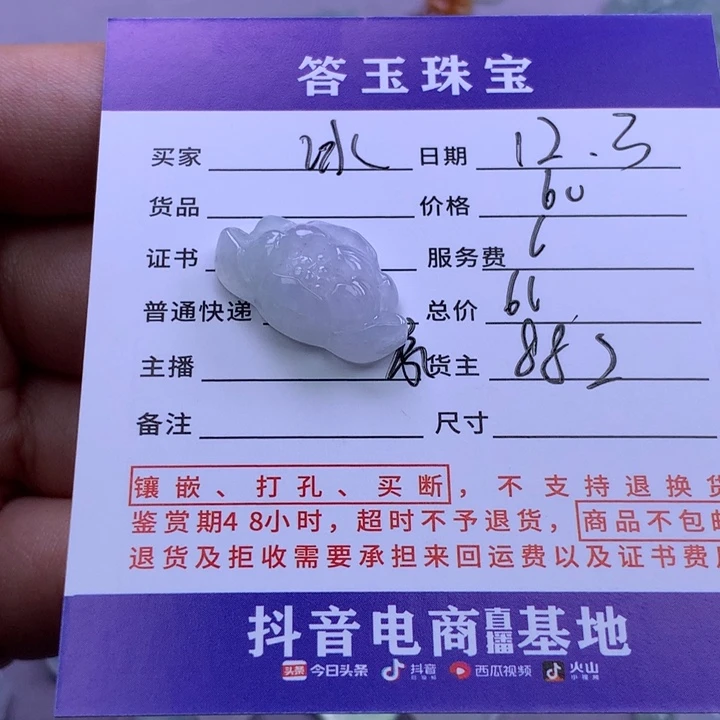 答玉珠宝
买家 冰 日期 12.3
货品 价格 60
证书 服务费 6
普通快递 总价 66
主播 货主 882
备注 尺寸
镶嵌、打孔、买断，不支持退换货
鉴赏期48小时，超时不予退货，商品不包邮
退货及拒收需要承担来回运费以及证书费
抖音电商直播基地
头条 今日头条 抖音 西瓜视频 火山